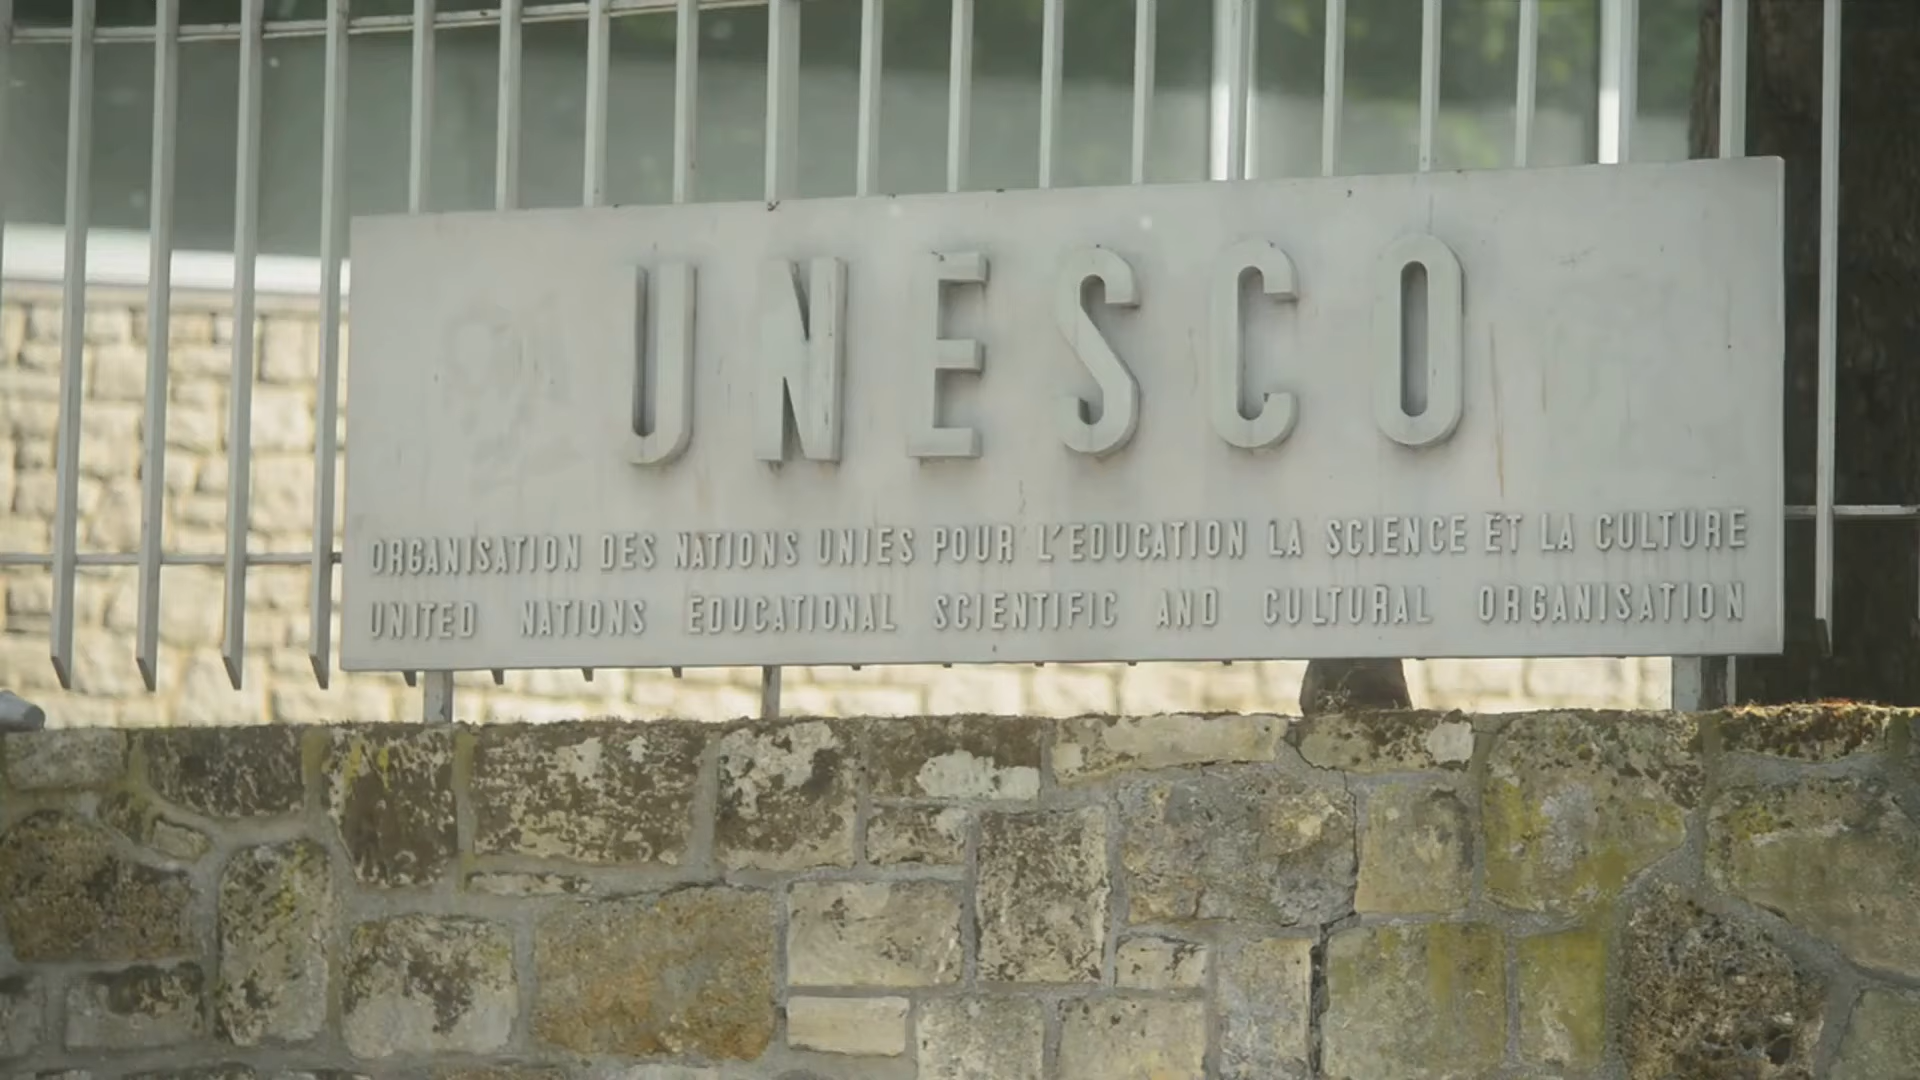 UNESCO
ORGANISATION DES NATIONS UNIES POUR L'EDUCATION LA SCIENCE ET LA CULTURE
UNITED NATIONS EDUCATIONAL SCIENTIFIC AND CULTURAL ORGANISATION